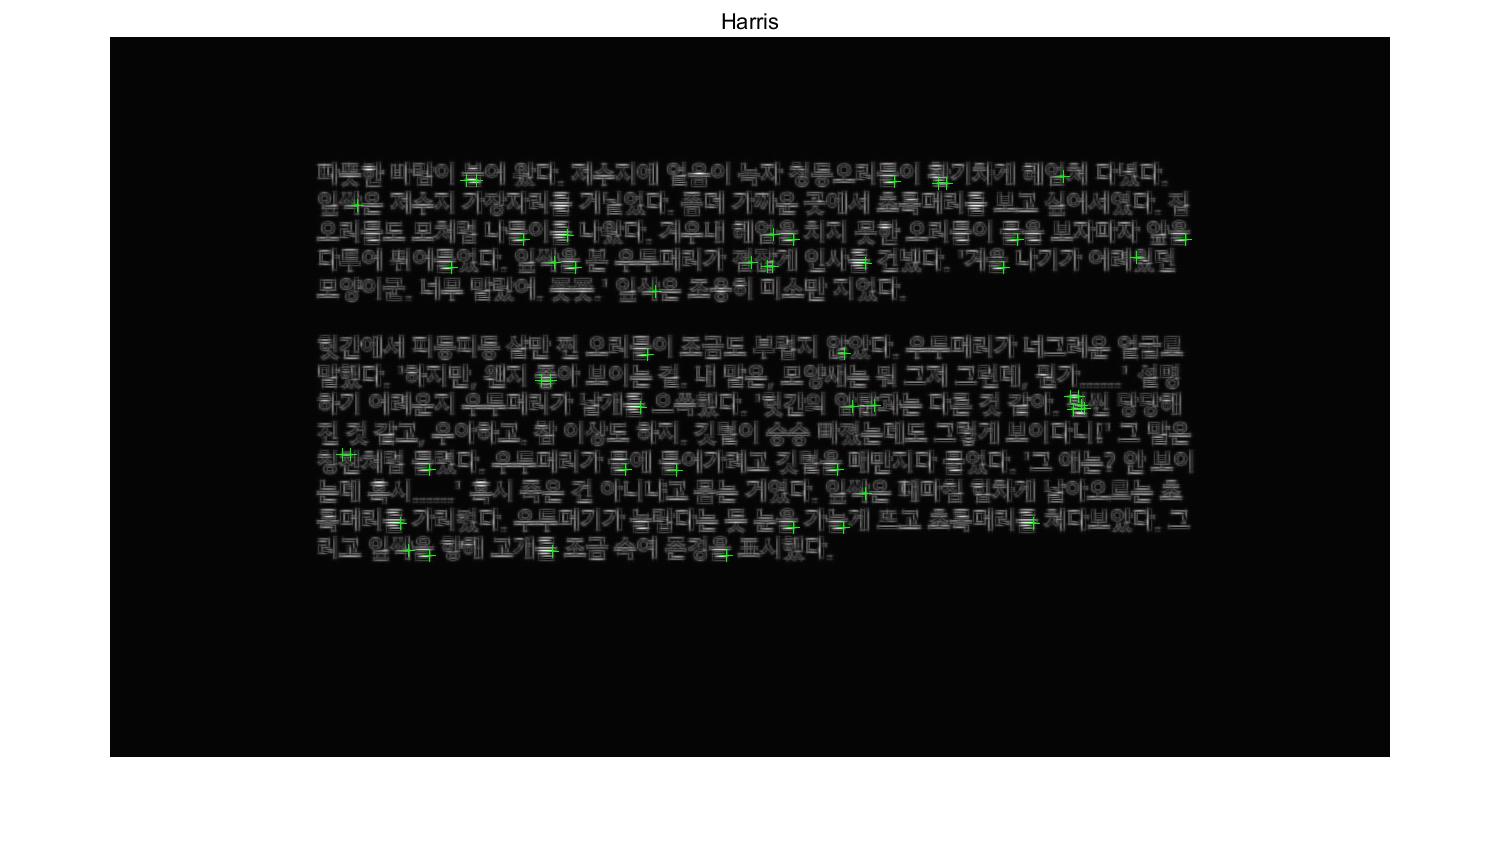 Harris
따뜻한 바람이 불어 왔다. 저수지에 얼음이 녹자 청둥오리들이 활기차게 헤엄쳐 다녔다.
잎싹은 저수지 가장자리를 거닐었다. 좀더 가까운 곳에서 초록머리를 보고 싶어서였다. 집
오리들도 모처럼 나들이를 나왔다. 겨우내 헤엄을 치지 못한 오리들이 물을 보자마자 앞을
다투어 뛰어들었다. 잎싹을 본 우두머리가 점잖게 인사를 건넸다. '겨울 나기가 어려웠던
모양이군. 너무 말랐어. 쯧쯧.' 잎싹은 조용히 미소만 지었다.
헛간에서 피둥피둥 살만 찐 오리들이 조금도 부럽지 않았다. 우두머리가 너그러운 얼굴로
말했다. '하지만, 왠지 좋아 보이는 걸. 내 말은, 모양새는 뭐 그저 그런데, 뭔가.......' 설명
하기 어려운지 우두머리가 날개를 으쓱했다. '헛간의 암탉과는 다른 것 같아. 훨씬 당당해
진 것 같고, 우아하고. 참 이상도 하지. 깃털이 숭숭 빠졌는데도 그렇게 보이다니!' 그 말은
칭찬처럼 들렸다. 우두머리가 물에 들어가려고 깃털을 매만지다 물었다. '그 애는? 안 보이
는데 혹시.......' 혹시 죽은 건 아니냐고 묻는 거였다. 잎싹은 때마침 힘차게 날아오르는 초
록머리를 가리켰다. 우두머리가 놀랍다는 듯 눈을 가늘게 뜨고 초록머리를 쳐다보았다. 그
리고 잎싹을 향해 고개를 조금 숙여 존경을 표시했다.